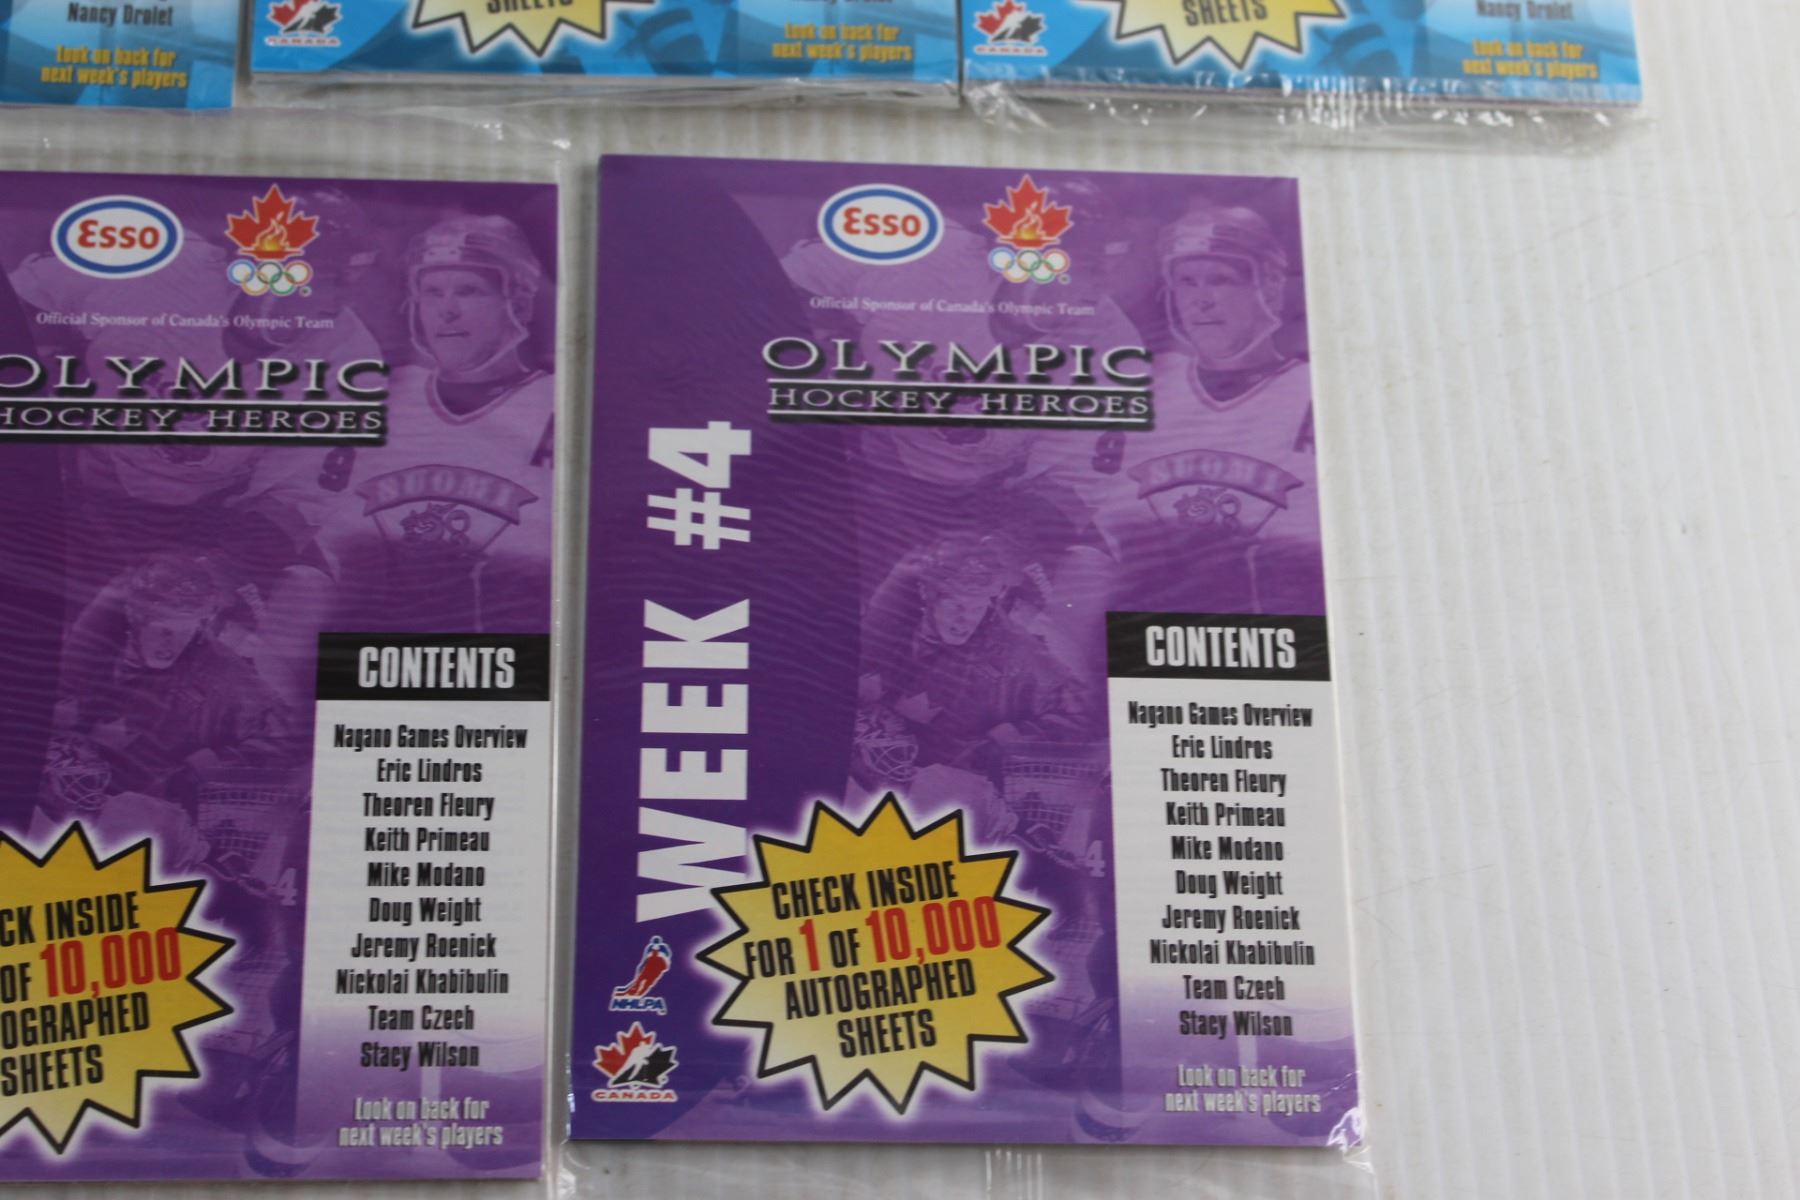 Nancy Drolet
Look on back for
next week's players
SHEETS
CANADA
Look on back for
next week's players
SHEETS
CANADA
Nancy Drolet
Look on back for
next week's players
Esso
Official Sponsor of Canada's Olympic Team
OLYMPIC
HOCKEY HEROES
SUOMI
CONTENTS
Nagano Games Overview
Eric Lindros
Theoren Fleury
Keith Primeau
Mike Modano
Doug Weight
Jeremy Roenick
Nickolai Khabibulin
Team Czech
Stacy Wilson
Look on back for
next week's players
CK INSIDE
OF 10,000
OGRAPHED
SHEETS
Esso
Official Sponsor of Canada's Olympic Team
OLYMPIC
HOCKEY HEROES
SUOMI
WEEK #4
CONTENTS
Nagano Games Overview
Eric Lindros
Theoren Fleury
Keith Primeau
Mike Modano
Doug Weight
Jeremy Roenick
Nickolai Khabibulin
Team Czech
Stacy Wilson
Look on back for
next week's players
CHECK INSIDE
FOR 1 OF 10,000
AUTOGRAPHED
SHEETS
NHLPA
CANADA